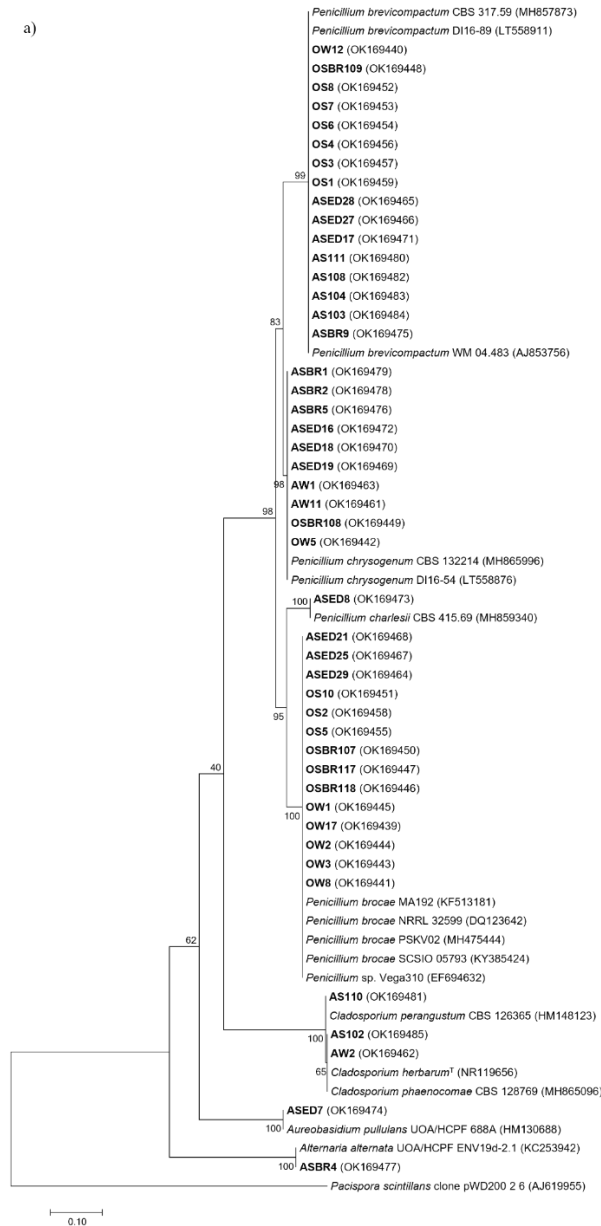 a)
Penicillium brevicompactum CBS 317.59 (MH857873)
Penicillium brevicompactum DI16-89 (LT558911)
OW12 (OK169440)
OSBR109 (OK169448)
OS8 (OK169452)
OS7 (OK169453)
OS6 (OK169454)
OS4 (OK169456)
OS3 (OK169457)
OS1 (OK169459)
99
ASED28 (OK169465)
ASED27 (OK169466)
ASED17 (OK169471)
AS111 (OK169480)
AS108 (OK169482)
AS104 (OK169483)
AS103 (OK169484)
83
ASBR9 (OK169475)
Penicillium brevicompactum WM 04.483 (AJ853756)
ASBR1 (OK169479)
ASBR2 (OK169478)
ASBR5 (OK169476)
ASED16 (OK169472)
ASED18 (OK169470)
ASED19 (OK169469)
98 AW1 (OK169463)
AW11 (OK169461)
98
OSBR108 (OK169449)
OW5 (OK169442)
Penicillium chrysogenum CBS 132214 (MH865996)
Penicillium chrysogenum DI16-54 (LT558876)
100 ASED8 (OK169473)
Penicillium charlesii CBS 415.69 (MH859340)
ASED21 (OK169468)
ASED25 (OK169467)
ASED29 (OK169464)
OS10 (OK169451)
OS2 (OK169458)
95
OS5 (OK169455)
OSBR107 (OK169450)
40
OSBR117 (OK169447)
OSBR118 (OK169446)
OW1 (OK169445)
100
OW17 (OK169439)
OW2 (OK169444)
OW3 (OK169443)
OW8 (OK169441)
Penicillium brocae MA192 (KF513181)
Penicillium brocae NRRL 32599 (DQ123642)
62
Penicillium brocae PSKV02 (MH475444)
Penicillium brocae SCSIO 05793 (KY385424)
Penicillium sp. Vega310 (EF694632)
AS110 (OK169481)
Cladosporium perangustum CBS 126365 (HM148123)
100 AS102 (OK169485)
AW2 (OK169462)
65 Cladosporium herbarumᵀ (NR119656)
Cladosporium phaenocomae CBS 128769 (MH865096)
ASED7 (OK169474)
100 Aureobasidium pullulans UOA/HCPF 688A (HM130688)
Alternaria alternata UOA/HCPF ENV19d-2.1 (KC253942)
100 ASBR4 (OK169477)
Pacispora scintillans clone pWD200 2 6 (AJ619955)
0.10